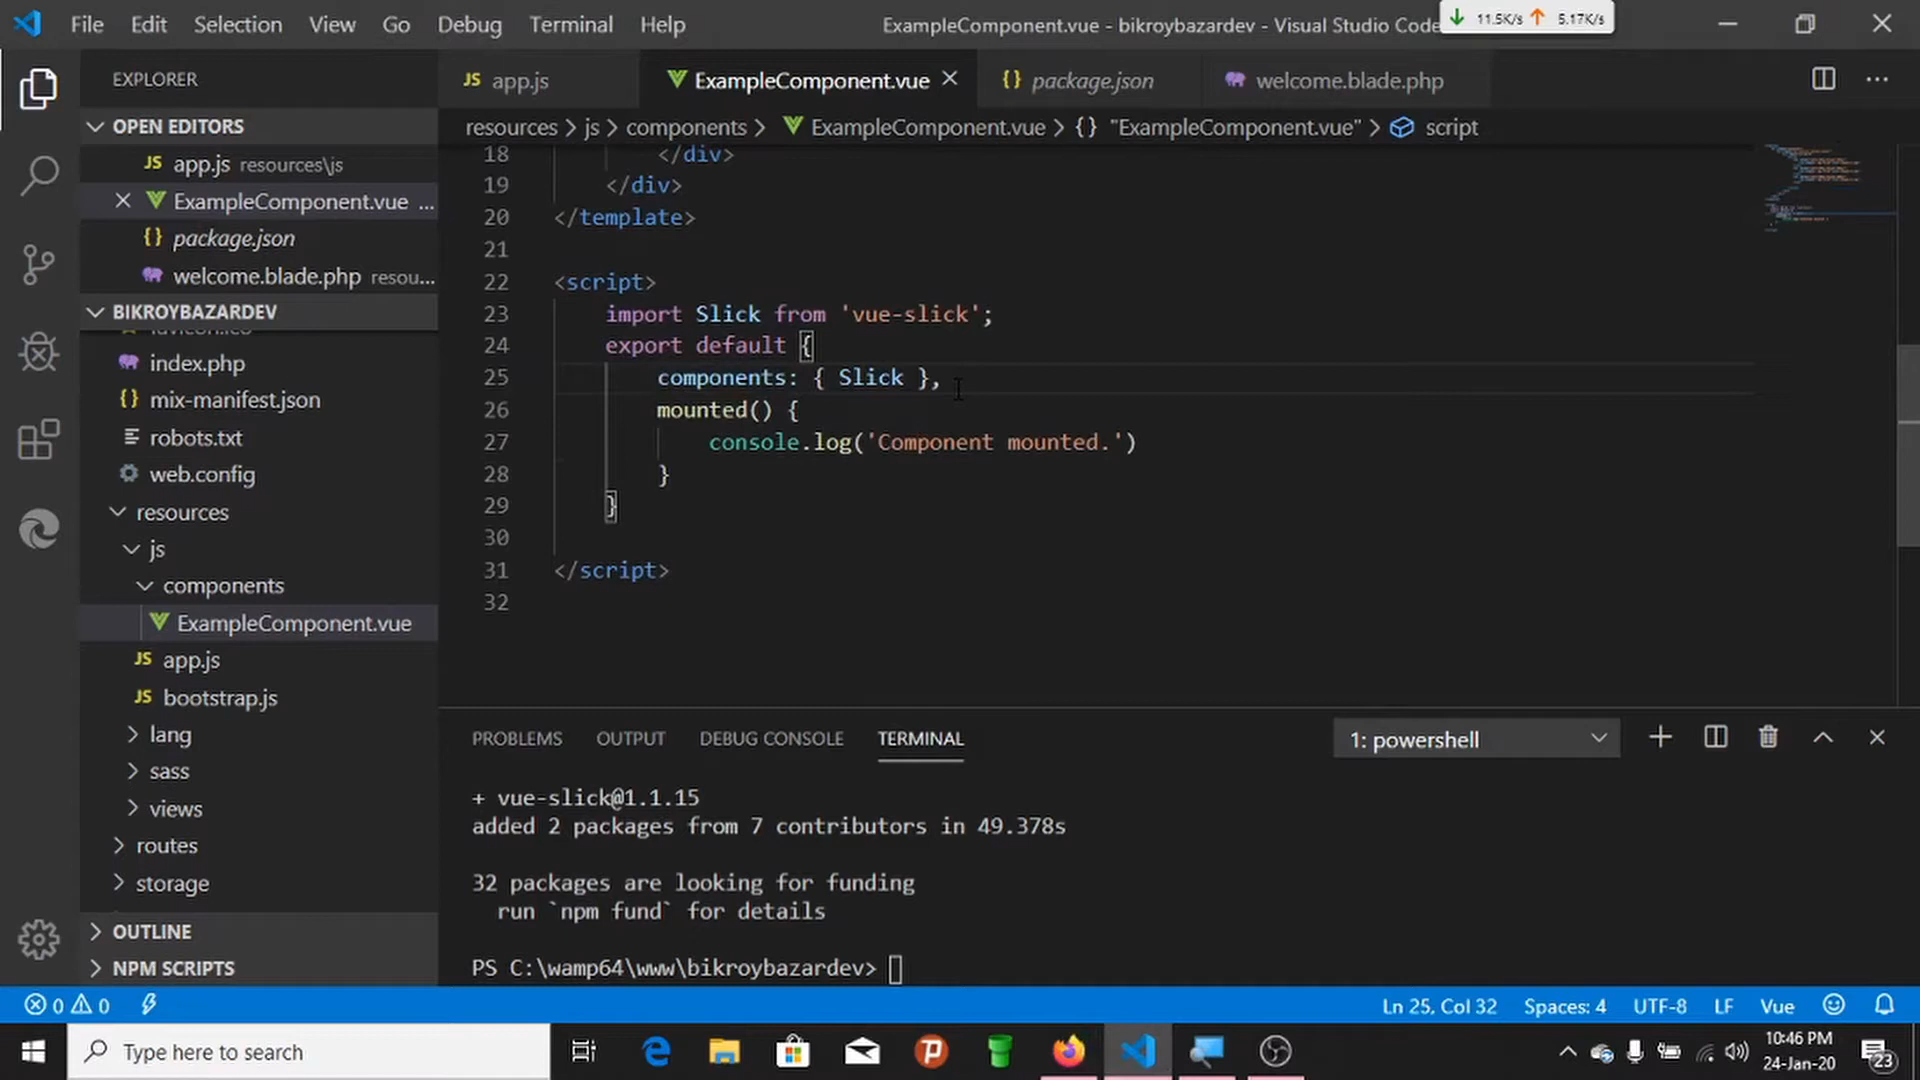 File Edit Selection View Go Debug Terminal Help
ExampleComponent.vue - bikroybazardev - Visual Studio Code
11.5K/s 5.17K/s
EXPLORER
OPEN EDITORS
app.js resources\js
ExampleComponent.vue ...
package.json
welcome.blade.php resou...
BIKROYBAZARDEV
favicon.ico
index.php
mix-manifest.json
robots.txt
web.config
resources
js
components
ExampleComponent.vue
app.js
bootstrap.js
lang
sass
views
routes
storage
OUTLINE
NPM SCRIPTS
app.js ExampleComponent.vue package.json welcome.blade.php
resources > js > components > ExampleComponent.vue > {} "ExampleComponent.vue" > script
18 </div>
19 </div>
20 </template>
21
22 <script>
23 import Slick from 'vue-slick';
24 export default {
25 components: { Slick },
26 mounted() {
27 console.log('Component mounted.')
28 }
29 }
30
31 </script>
32
PROBLEMS OUTPUT DEBUG CONSOLE TERMINAL 1: powershell
+ vue-slick@1.1.15
added 2 packages from 7 contributors in 49.378s
32 packages are looking for funding
run `npm fund` for details
PS C:\wamp64\www\bikroybazardev>
0 0 Ln 25, Col 32 Spaces: 4 UTF-8 LF Vue
Type here to search
10:46 PM
24-Jan-20
23